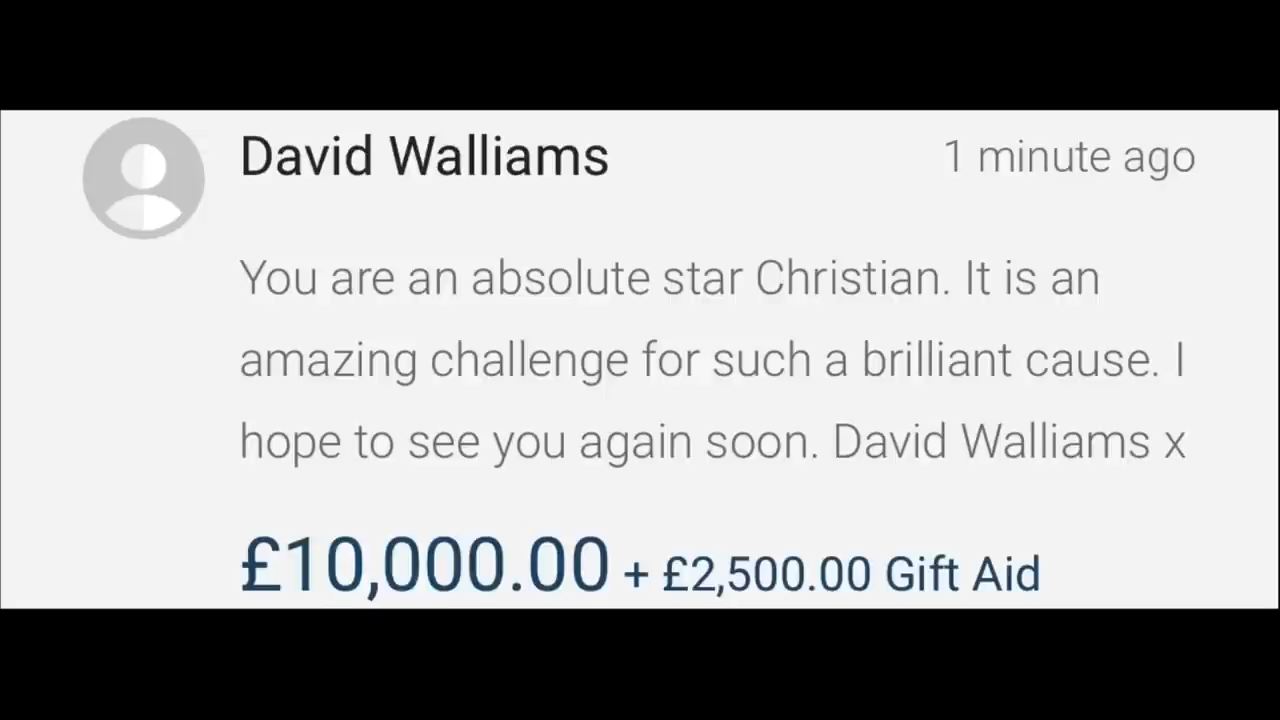 David Walliams 1 minute ago
You are an absolute star Christian. It is an
amazing challenge for such a brilliant cause. I
hope to see you again soon. David Walliams x
£10,000.00 + £2,500.00 Gift Aid